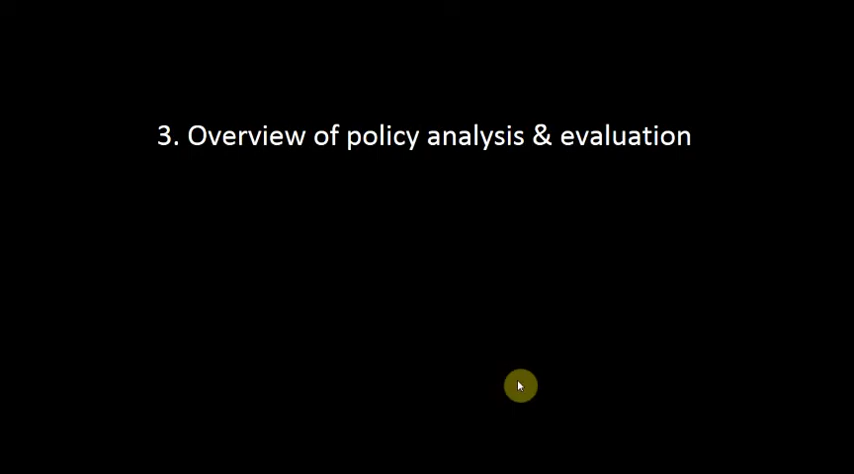 3. Overview of policy analysis & evaluation